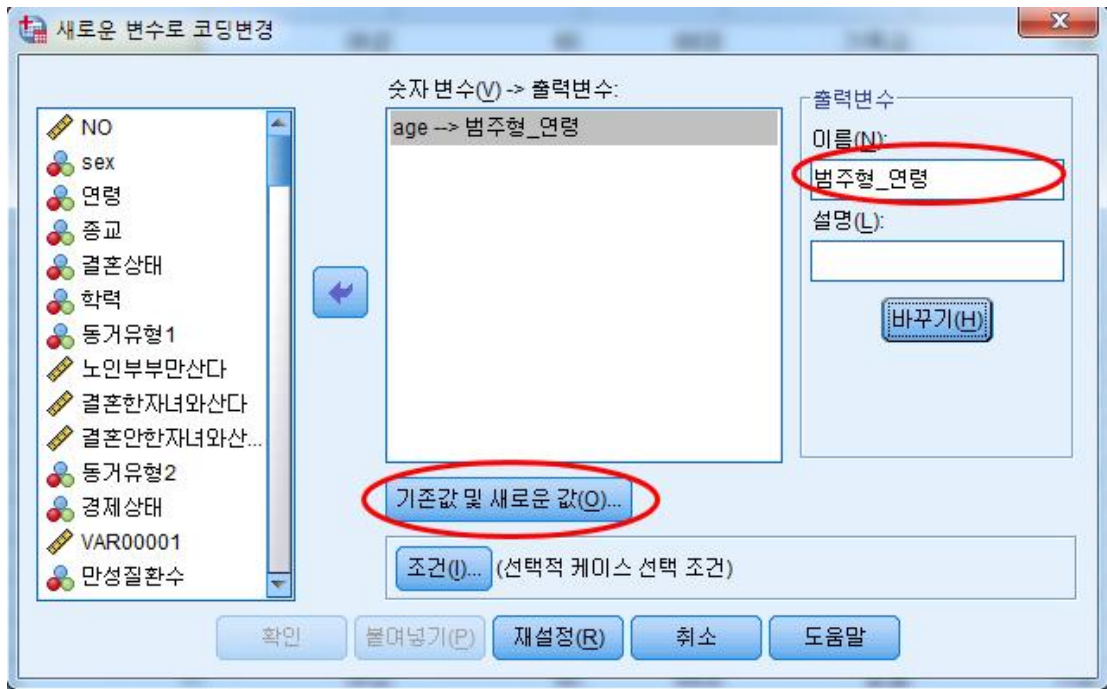 새로운 변수로 코딩변경
숫자 변수(V) -> 출력변수:
age --> 범주형_연령
NO
sex
연령
종교
결혼상태
학력
동거유형1
노인부부만산다
결혼한자녀와산다
결혼안한자녀와산...
동거유형2
경제상태
VAR00001
만성질환수
출력변수
이름(N):
범주형_연령
설명(L):
바꾸기(H)
기존값 및 새로운 값(O)...
조건(I)... (선택적 케이스 선택 조건)
확인 붙여넣기(P) 재설정(R) 취소 도움말